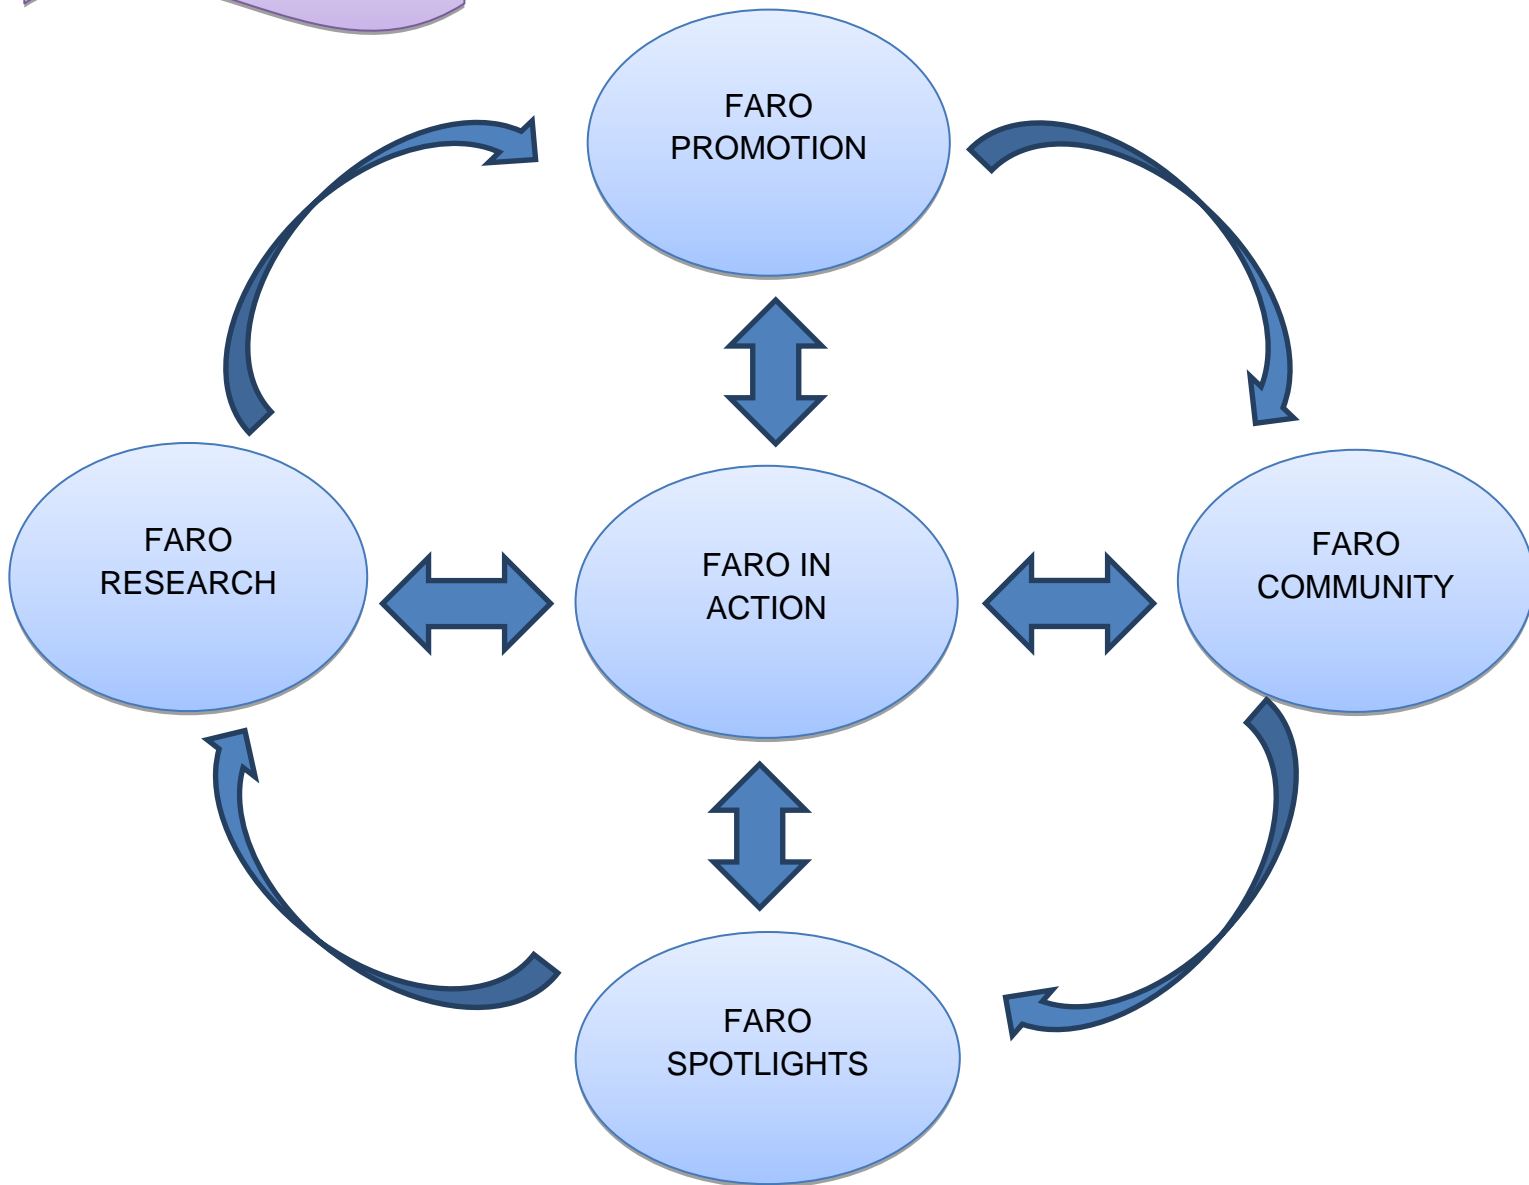 FARO
PROMOTION
FARO
RESEARCH
FARO IN
ACTION
FARO
COMMUNITY
FARO
SPOTLIGHTS